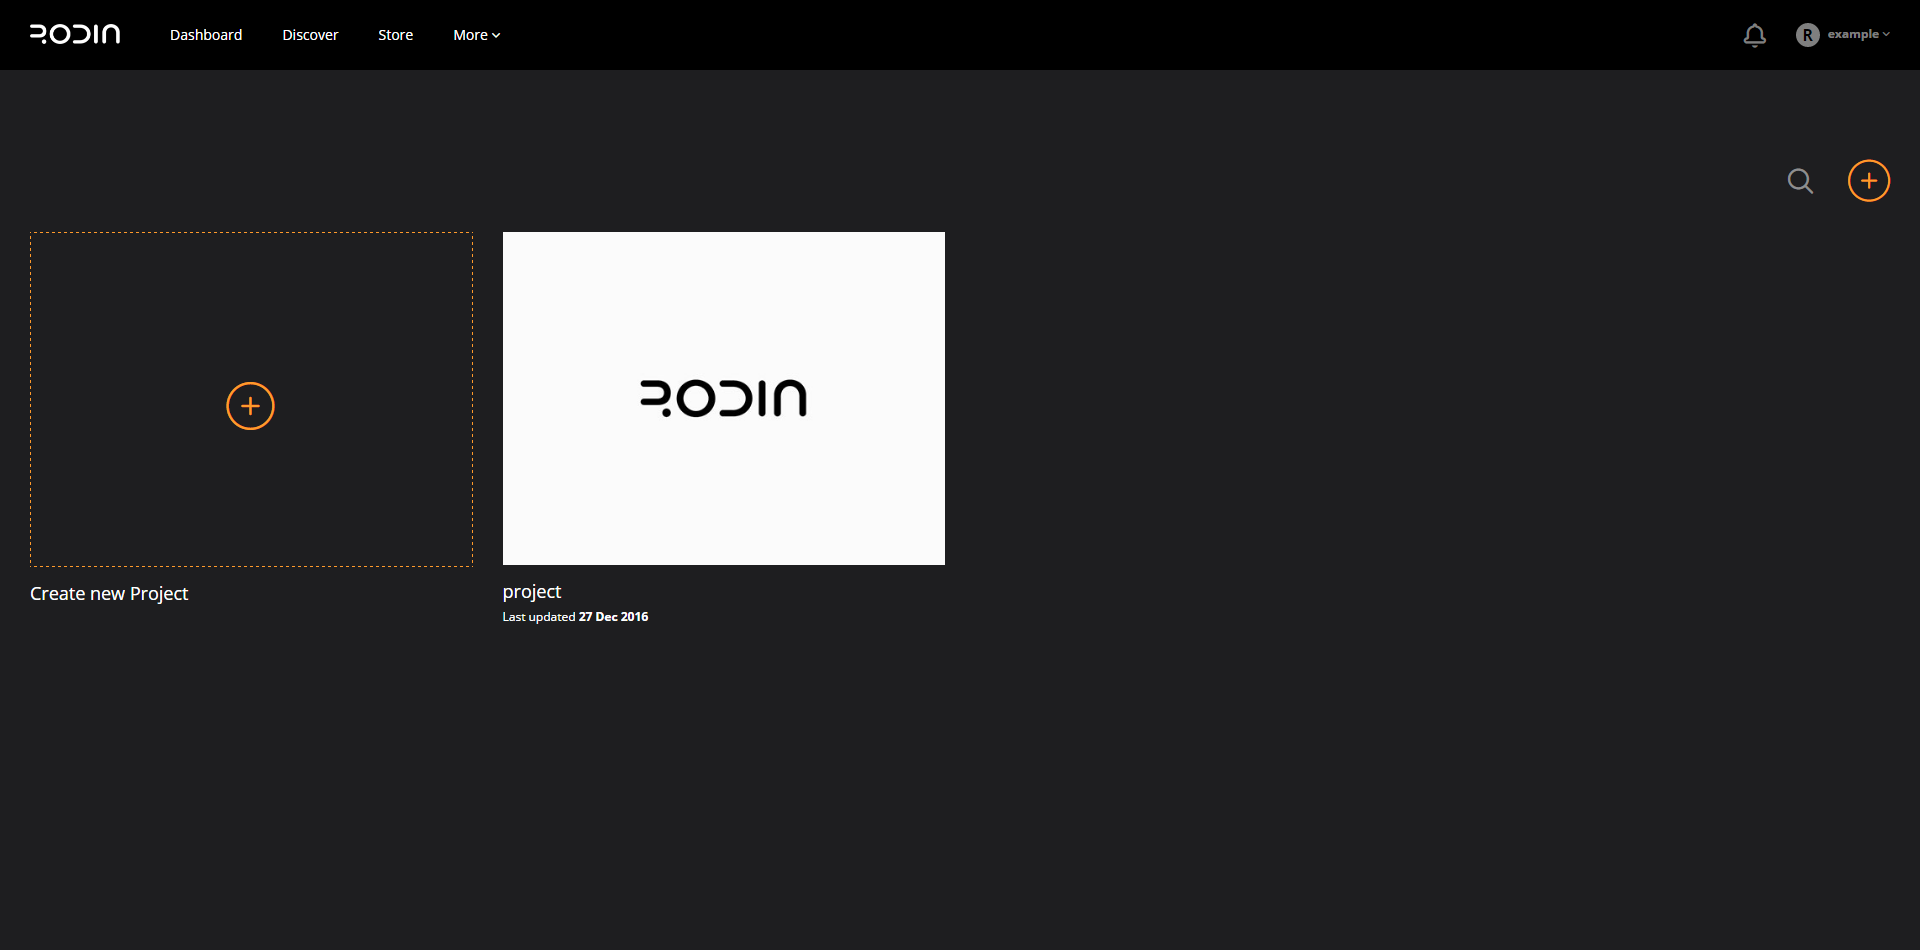 RODIN Dashboard Discover Store More R example
RODIN
Create new Project
project
Last updated 27 Dec 2016